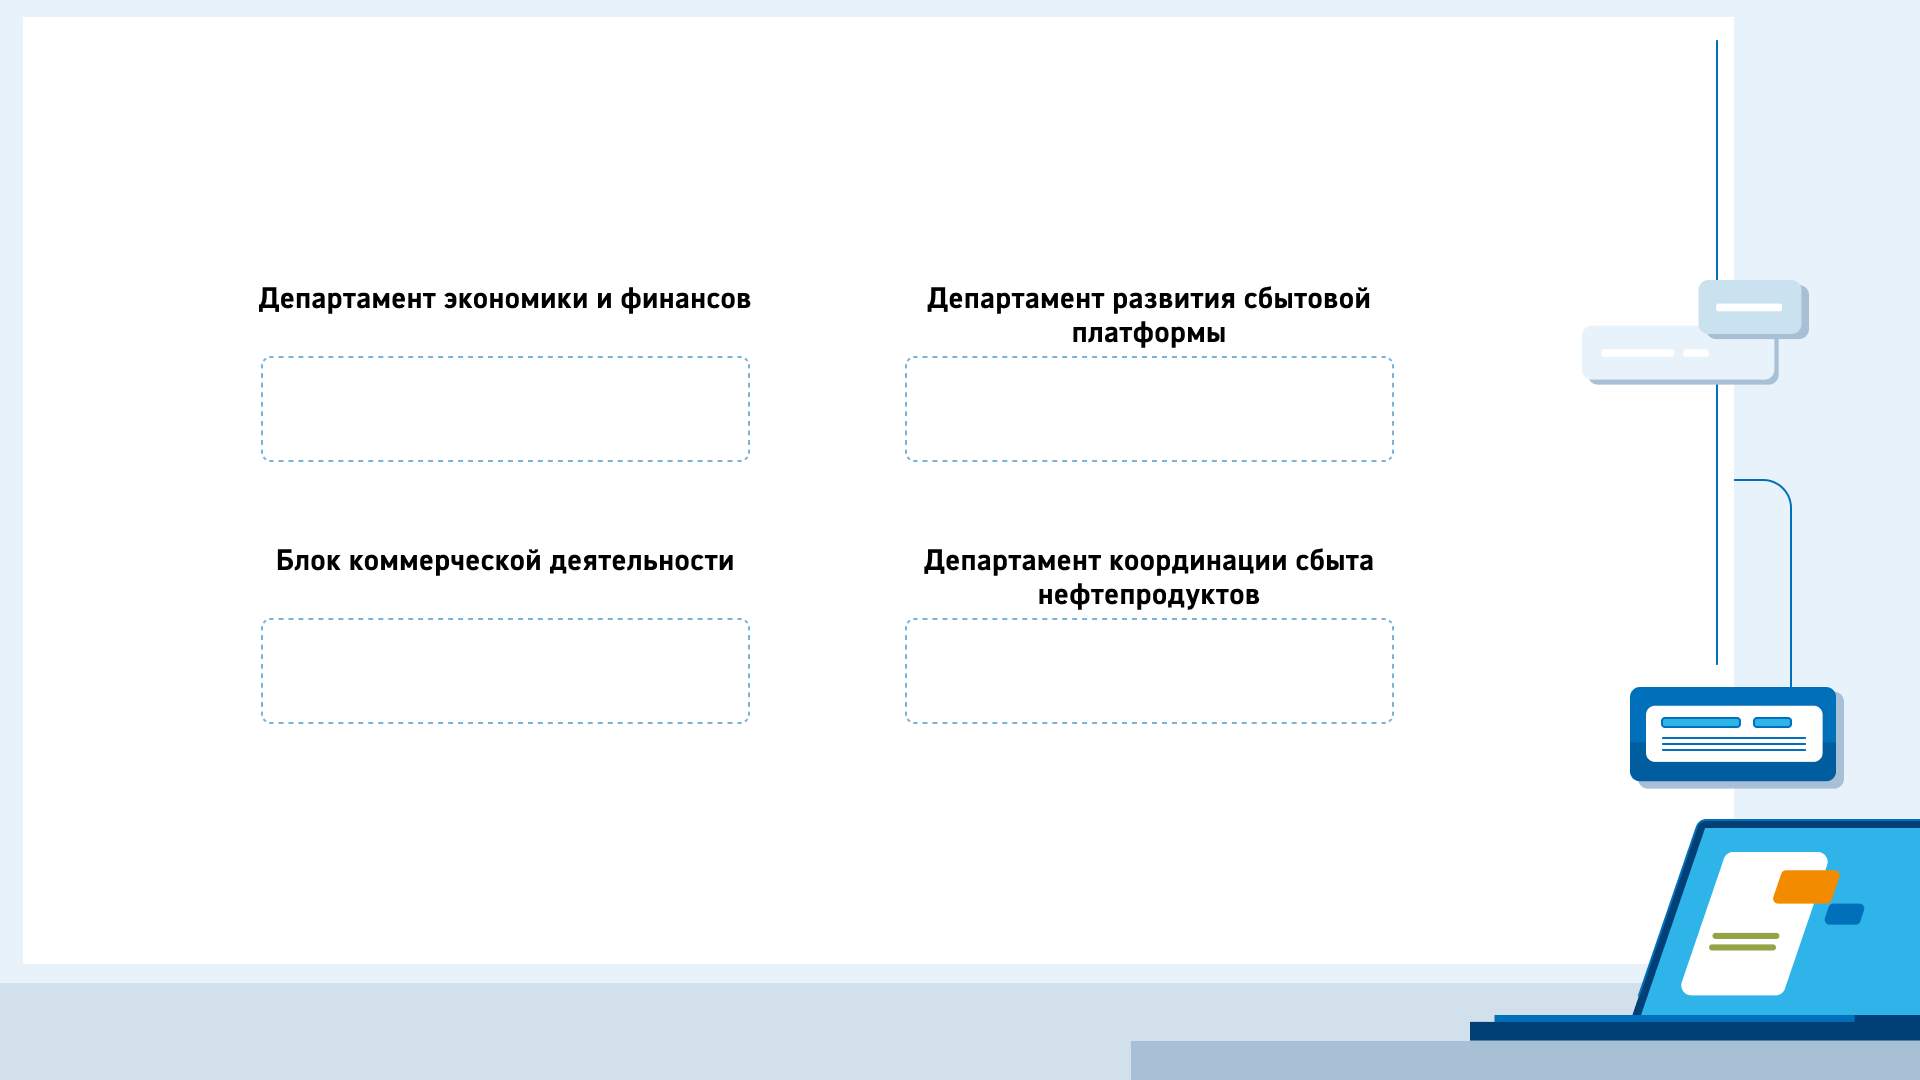 Департамент экономики и финансов
Департамент развития сбытовой
платформы
Блок коммерческой деятельности
Департамент координации сбыта
нефтепродуктов